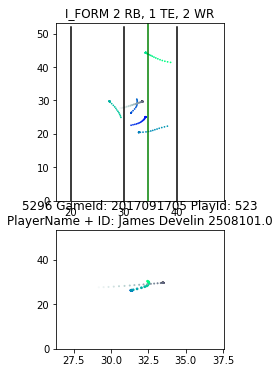 I_FORM 2 RB, 1 TE, 2 WR
50
40
30
20
10
0
20 30 40
5296 GameId: 2017091705 PlayId: 523
PlayerName + ID: James Develin 2508101.0
40
20
0
27.5 30.0 32.5 35.0 37.5